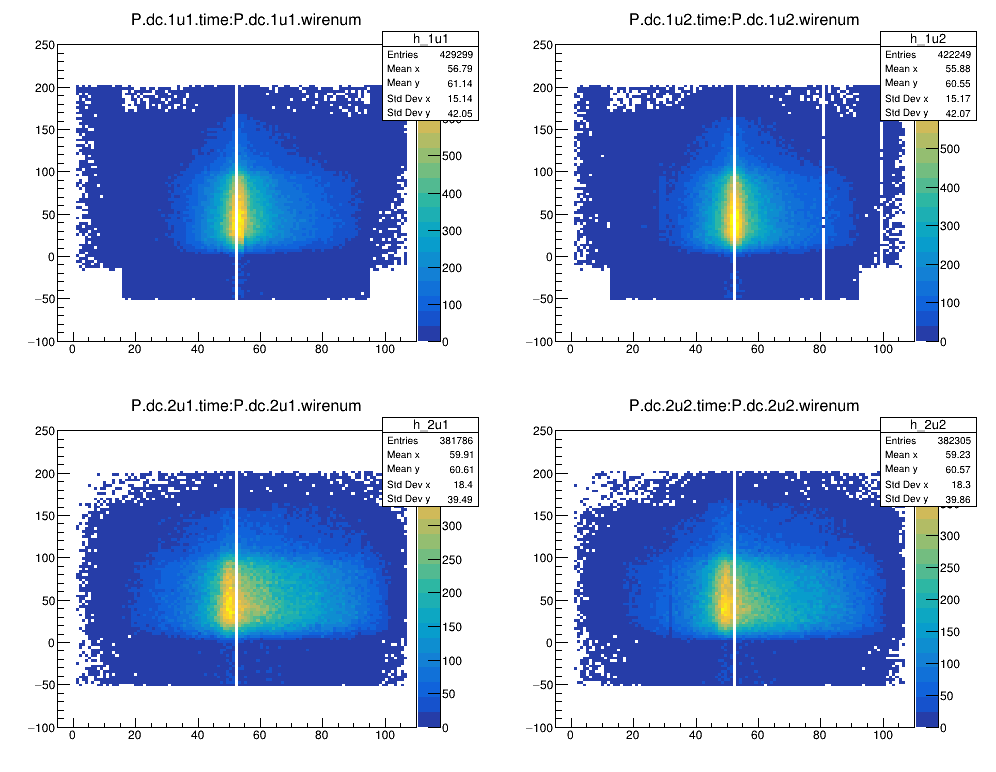 P.dc.1u1.time:P.dc.1u1.wirenum
h_1u1
Entries 429299
Mean x 56.79
Mean y 61.14
Std Dev x 15.14
Std Dev y 42.05
250
200
150
100
50
0
−50
−100
0 20 40 60 80 100
500
400
300
200
100
0
P.dc.1u2.time:P.dc.1u2.wirenum
h_1u2
Entries 422249
Mean x 55.88
Mean y 60.55
Std Dev x 15.17
Std Dev y 42.07
250
200
150
100
50
0
−50
−100
0 20 40 60 80 100
500
400
300
200
100
0
P.dc.2u1.time:P.dc.2u1.wirenum
h_2u1
Entries 381786
Mean x 59.91
Mean y 60.61
Std Dev x 18.4
Std Dev y 39.49
250
200
150
100
50
0
−50
−100
0 20 40 60 80 100
300
250
200
150
100
50
0
P.dc.2u2.time:P.dc.2u2.wirenum
h_2u2
Entries 382305
Mean x 59.23
Mean y 60.57
Std Dev x 18.3
Std Dev y 39.86
250
200
150
100
50
0
−50
−100
0 20 40 60 80 100
300
250
200
150
100
50
0